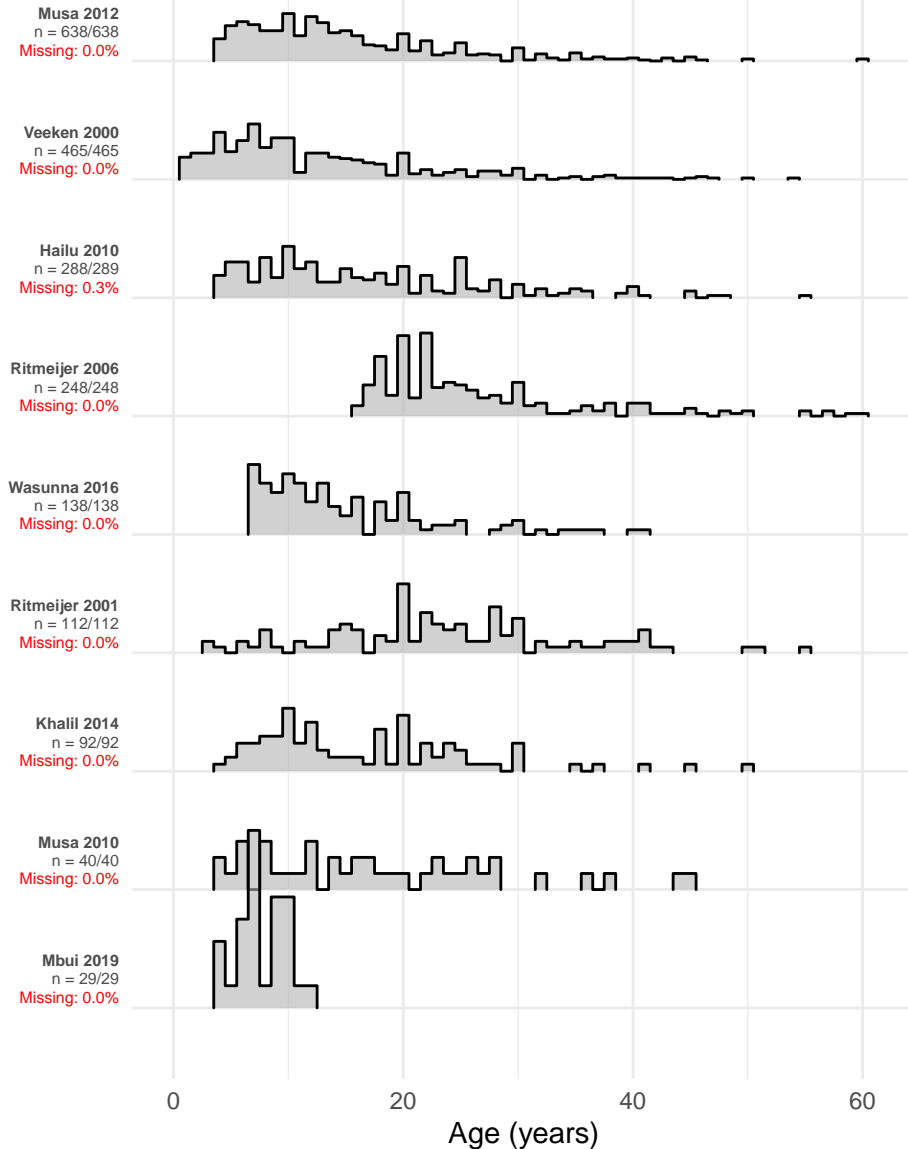 Musa 2012
n = 638/638
Missing: 0.0%
Veeken 2000
n = 465/465
Missing: 0.0%
Hailu 2010
n = 288/289
Missing: 0.3%
Ritmeijer 2006
n = 248/248
Missing: 0.0%
Wasunna 2016
n = 138/138
Missing: 0.0%
Ritmeijer 2001
n = 112/112
Missing: 0.0%
Khalil 2014
n = 92/92
Missing: 0.0%
Musa 2010
n = 40/40
Missing: 0.0%
Mbui 2019
n = 29/29
Missing: 0.0%
0 20 40 60
Age (years)